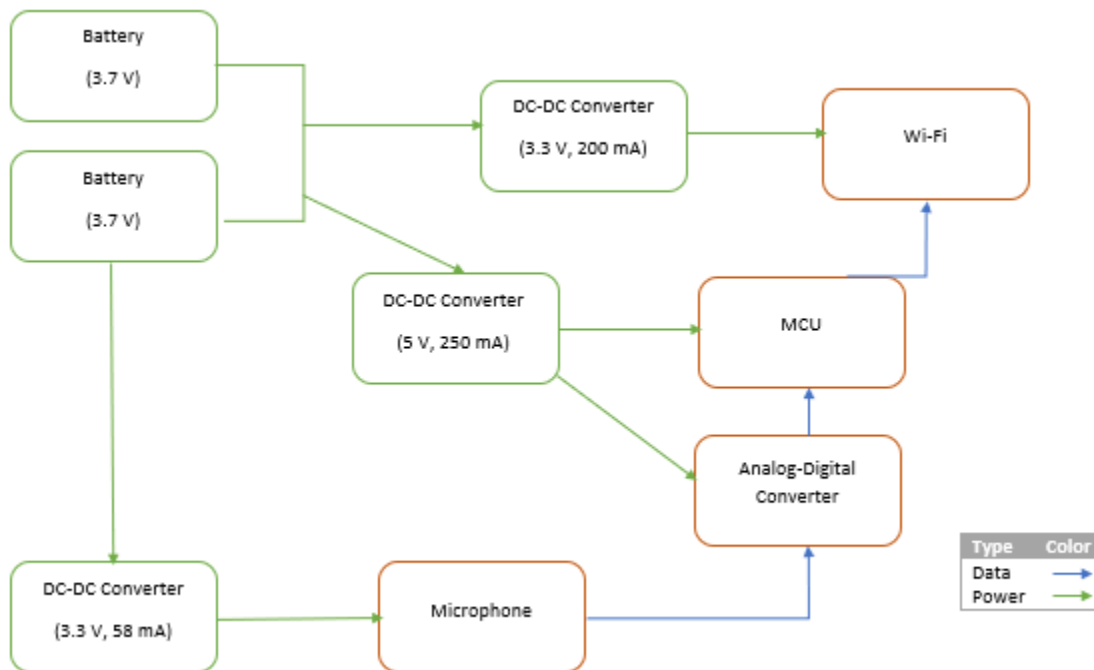 Battery
(3.7 V)
DC-DC Converter
(3.3 V, 200 mA)
Wi-Fi
Battery
(3.7 V)
DC-DC Converter
(5 V, 250 mA)
MCU
Analog-Digital
Converter
Type Color
Data
Power
DC-DC Converter
(3.3 V, 58 mA)
Microphone